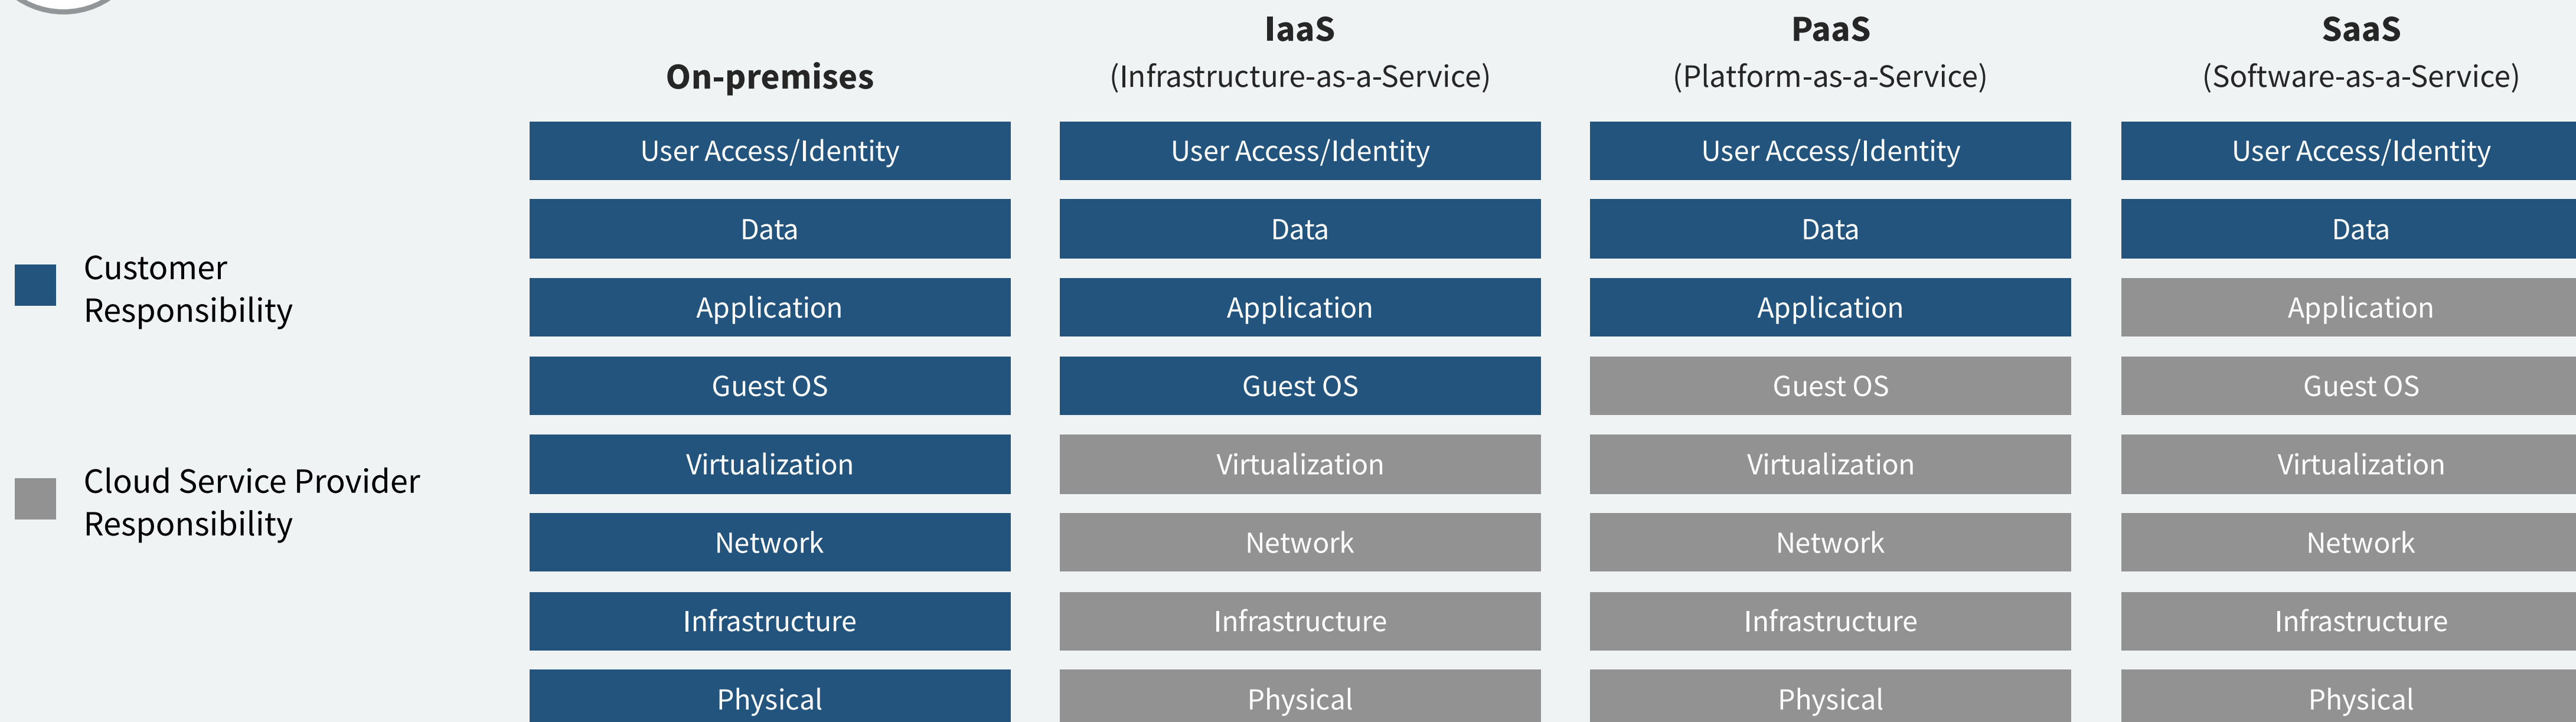 IaaS
PaaS
SaaS
On-premises
(Infrastructure-as-a-Service)
(Platform-as-a-Service)
(Software-as-a-Service)
User Access/Identity
User Access/Identity
User Access/Identity
User Access/Identity
Data
Data
Data
Data
Customer
Responsibility
Application
Application
Application
Application
Guest OS
Guest OS
Guest OS
Guest OS
Virtualization
Virtualization
Virtualization
Virtualization
Cloud Service Provider
Responsibility
Network
Network
Network
Network
Infrastructure
Infrastructure
Infrastructure
Infrastructure
Physical
Physical
Physical
Physical